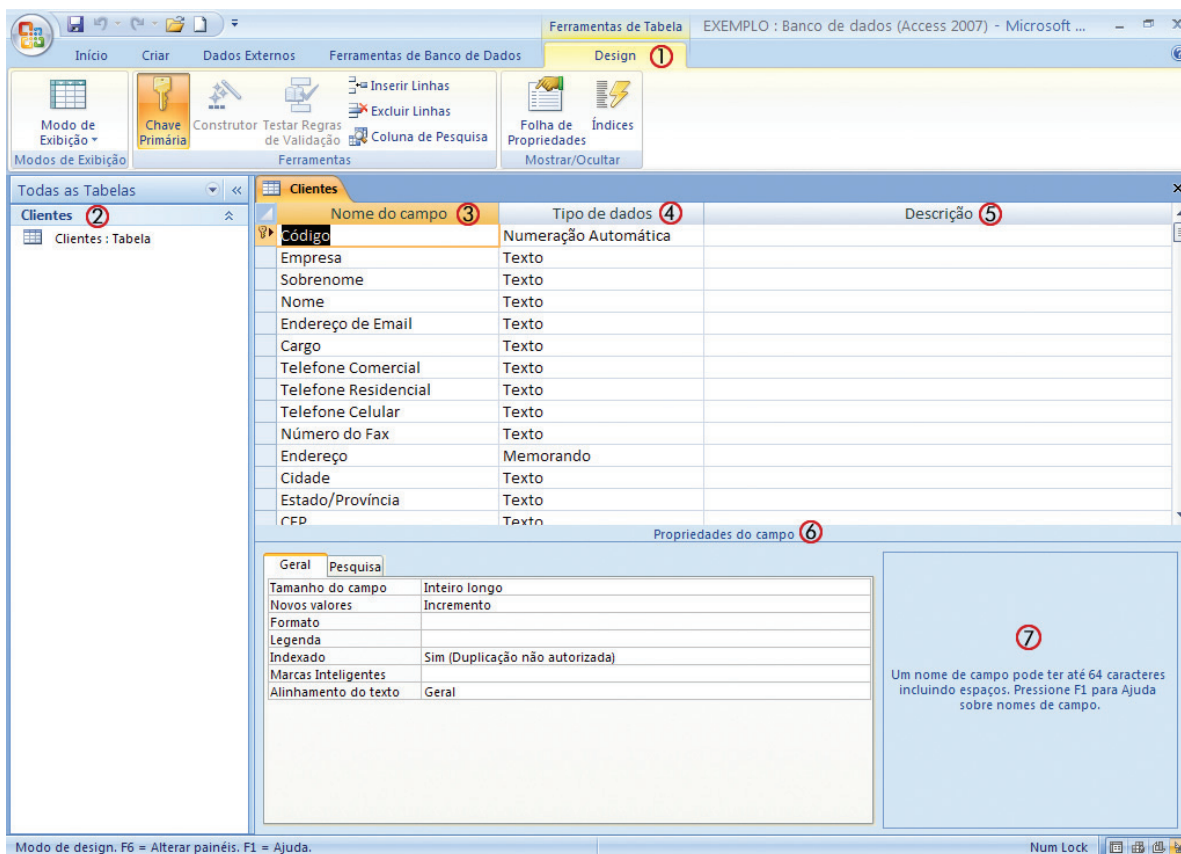 Ferramentas de Tabela EXEMPLO : Banco de dados (Access 2007) - Microsoft ...
Início Criar Dados Externos Ferramentas de Banco de Dados Design 1
Modo de Exibição
Chave Primária
Construtor
Testar Regras de Validação
Inserir Linhas
Excluir Linhas
Coluna de Pesquisa
Folha de Propriedades
Índices
Modos de Exibição Ferramentas Mostrar/Ocultar
Todas as Tabelas
Clientes 2
Clientes : Tabela
Clientes
Nome do campo 3 Tipo de dados 4 Descrição 5
Código Numeração Automática
Empresa Texto
Sobrenome Texto
Nome Texto
Endereço de Email Texto
Cargo Texto
Telefone Comercial Texto
Telefone Residencial Texto
Telefone Celular Texto
Número do Fax Texto
Endereço Memorando
Cidade Texto
Estado/Província Texto
CEP Texto
Propriedades do campo 6
Geral Pesquisa
Tamanho do campo Inteiro longo
Novos valores Incremento
Formato
Legenda
Indexado Sim (Duplicação não autorizada)
Marcas Inteligentes
Alinhamento do texto Geral
7
Um nome de campo pode ter até 64 caracteres
incluindo espaços. Pressione F1 para Ajuda
sobre nomes de campo.
Modo de design. F6 = Alterar painéis. F1 = Ajuda. Num Lock